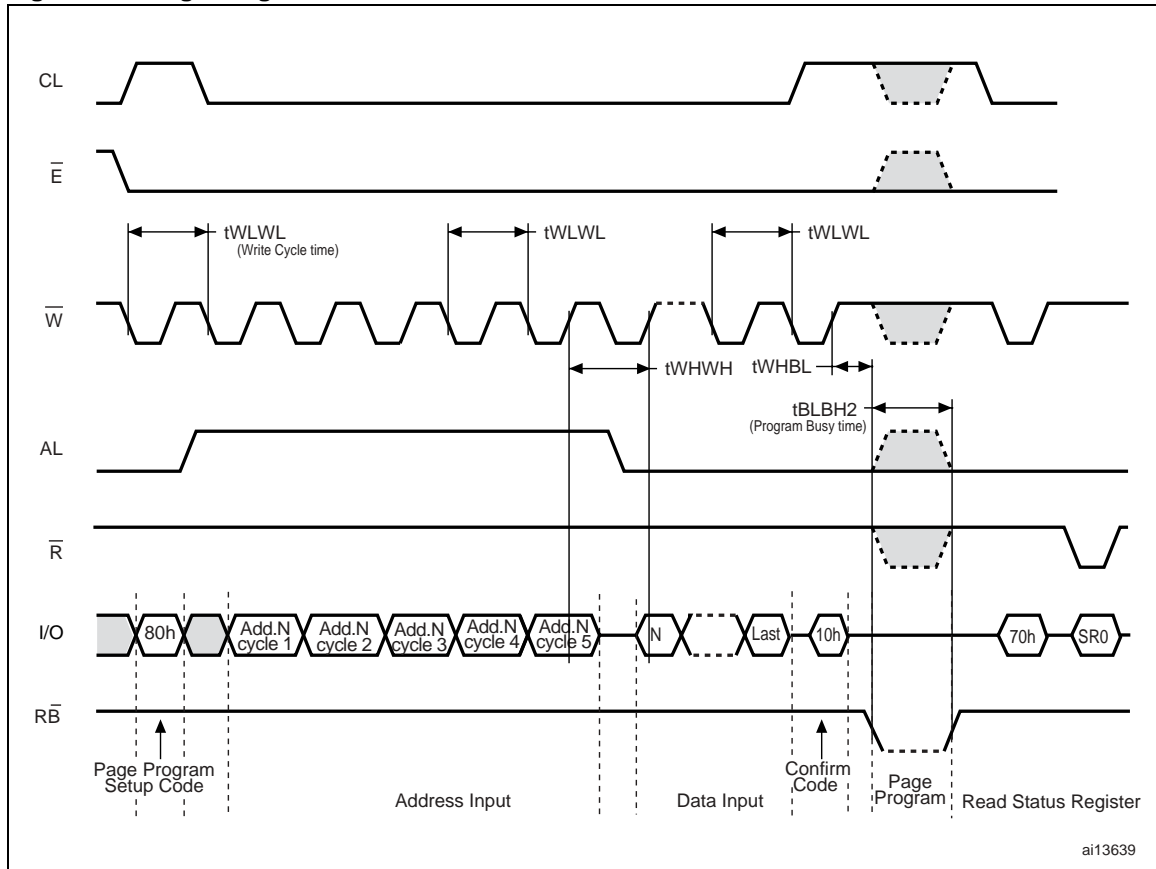 CL
E
tWLWL
(Write Cycle time)
tWLWL
tWLWL
W
tWHWH
tWHBL
tBLBH2
(Program Busy time)
AL
R
I/O
80h
Add.N
cycle 1
Add.N
cycle 2
Add.N
cycle 3
Add.N
cycle 4
Add.N
cycle 5
N
Last
10h
70h
SR0
RB
Page Program
Setup Code
Address Input
Data Input
Confirm
Code
Page
Program
Read Status Register
ai13639